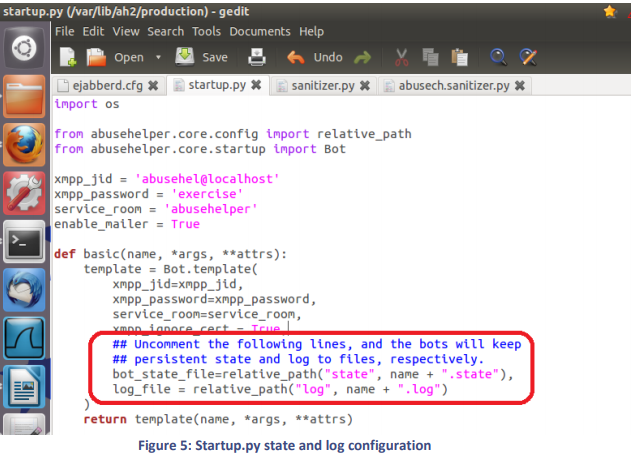 startup.py (/var/lib/ah2/production) - gedit
File Edit View Search Tools Documents Help
Open Save Undo
ejabberd.cfg startup.py sanitizer.py abusech.sanitizer.py
import os
from abusehelper.core.config import relative_path
from abusehelper.core.startup import Bot
xmpp_jid = 'abusehel@localhost'
xmpp_password = 'exercise'
service_room = 'abusehelper'
enable_mailer = True
def basic(name, *args, **attrs):
    template = Bot.template(
        xmpp_jid=xmpp_jid,
        xmpp_password=xmpp_password,
        service_room=service_room,
        xmpp_ignore_cert = True,
        ## Uncomment the following lines, and the bots will keep
        ## persistent state and log to files, respectively.
        bot_state_file=relative_path("state", name + ".state"),
        log_file = relative_path("log", name + ".log")
    )
    return template(name, *args, **attrs)
Figure 5: Startup.py state and log configuration